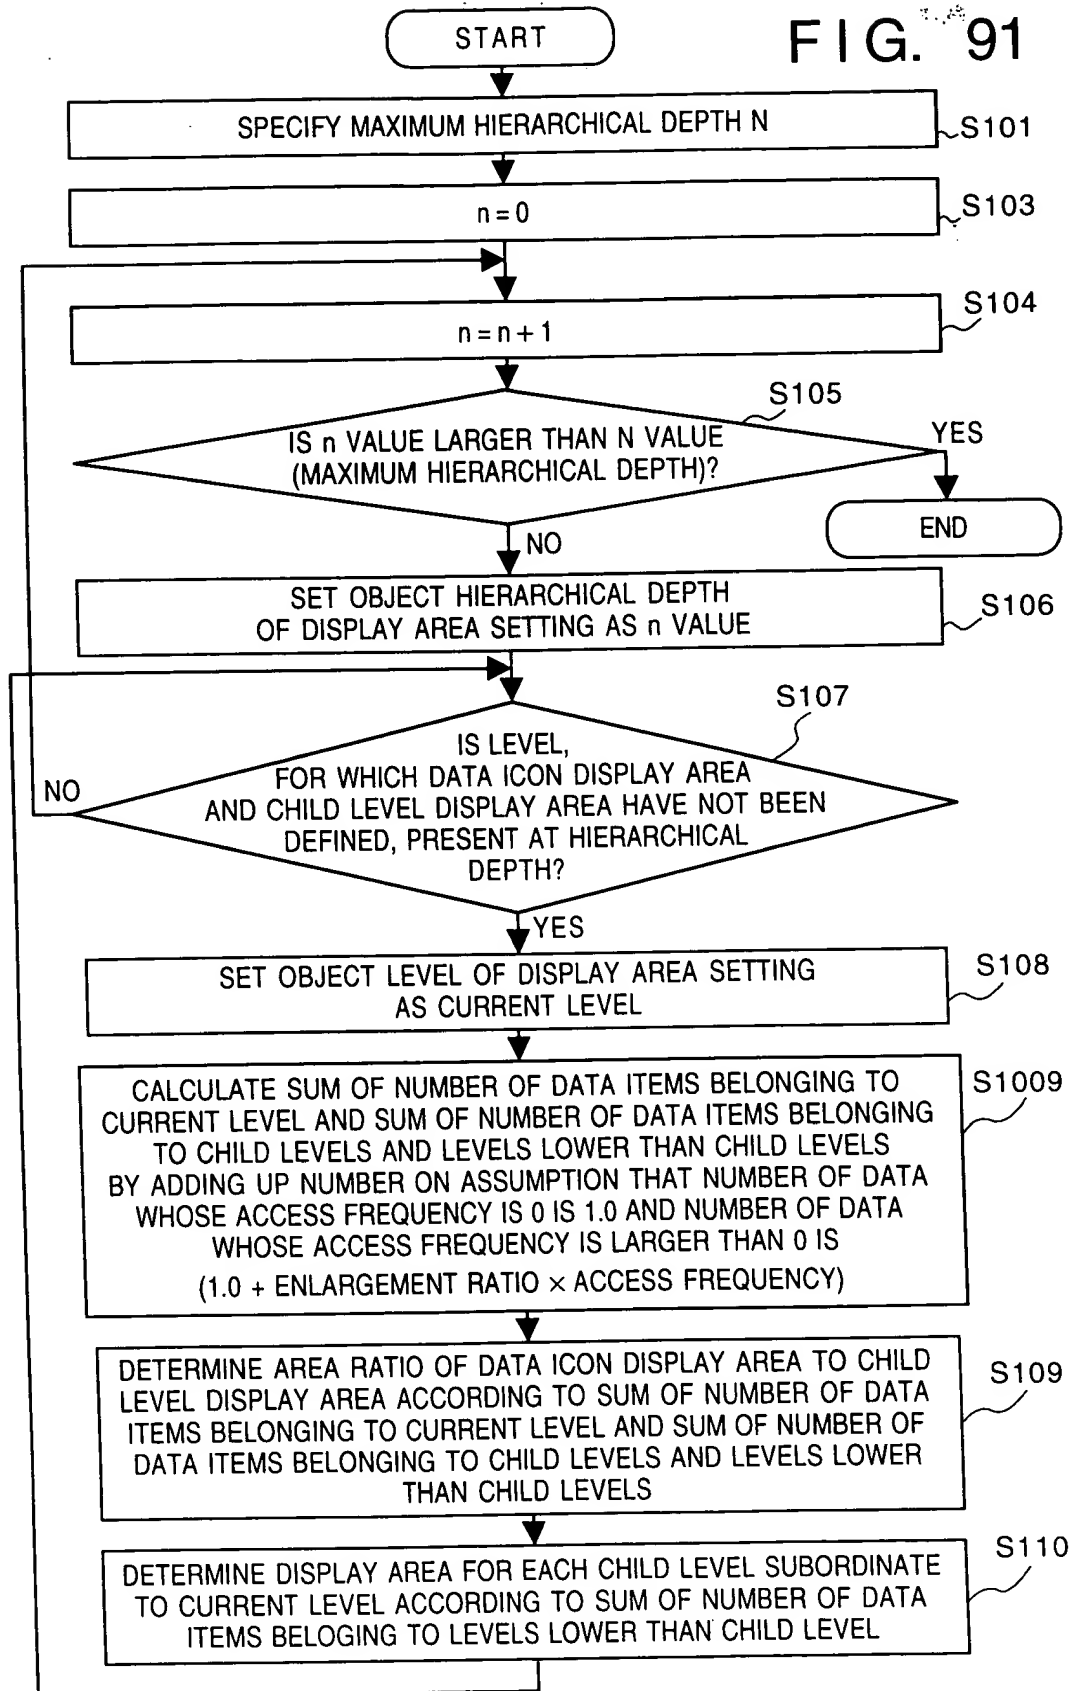 FIG. 91
START
SPECIFY MAXIMUM HIERARCHICAL DEPTH N
S101
n=0
S103
n=n+1
S104
S105
IS n VALUE LARGER THAN N VALUE
(MAXIMUM HIERARCHICAL DEPTH)?
YES
END
NO
SET OBJECT HIERARCHICAL DEPTH
OF DISPLAY AREA SETTING AS n VALUE
S106
S107
IS LEVEL,
FOR WHICH DATA ICON DISPLAY AREA
AND CHILD LEVEL DISPLAY AREA HAVE NOT BEEN
DEFINED, PRESENT AT HIERARCHICAL
DEPTH?
NO
YES
SET OBJECT LEVEL OF DISPLAY AREA SETTING
AS CURRENT LEVEL
S108
CALCULATE SUM OF NUMBER OF DATA ITEMS BELONGING TO
CURRENT LEVEL AND SUM OF NUMBER OF DATA ITEMS BELONGING
TO CHILD LEVELS AND LEVELS LOWER THAN CHILD LEVELS
BY ADDING UP NUMBER ON ASSUMPTION THAT NUMBER OF DATA
WHOSE ACCESS FREQUENCY IS 0 IS 1.0 AND NUMBER OF DATA
WHOSE ACCESS FREQUENCY IS LARGER THAN 0 IS
(1.0 + ENLARGEMENT RATIO × ACCESS FREQUENCY)
S1009
DETERMINE AREA RATIO OF DATA ICON DISPLAY AREA TO CHILD
LEVEL DISPLAY AREA ACCORDING TO SUM OF NUMBER OF DATA
ITEMS BELONGING TO CURRENT LEVEL AND SUM OF NUMBER OF
DATA ITEMS BELONGING TO CHILD LEVELS AND LEVELS LOWER
THAN CHILD LEVELS
S109
DETERMINE DISPLAY AREA FOR EACH CHILD LEVEL SUBORDINATE
TO CURRENT LEVEL ACCORDING TO SUM OF NUMBER OF DATA
ITEMS BELOGING TO LEVELS LOWER THAN CHILD LEVEL
S110